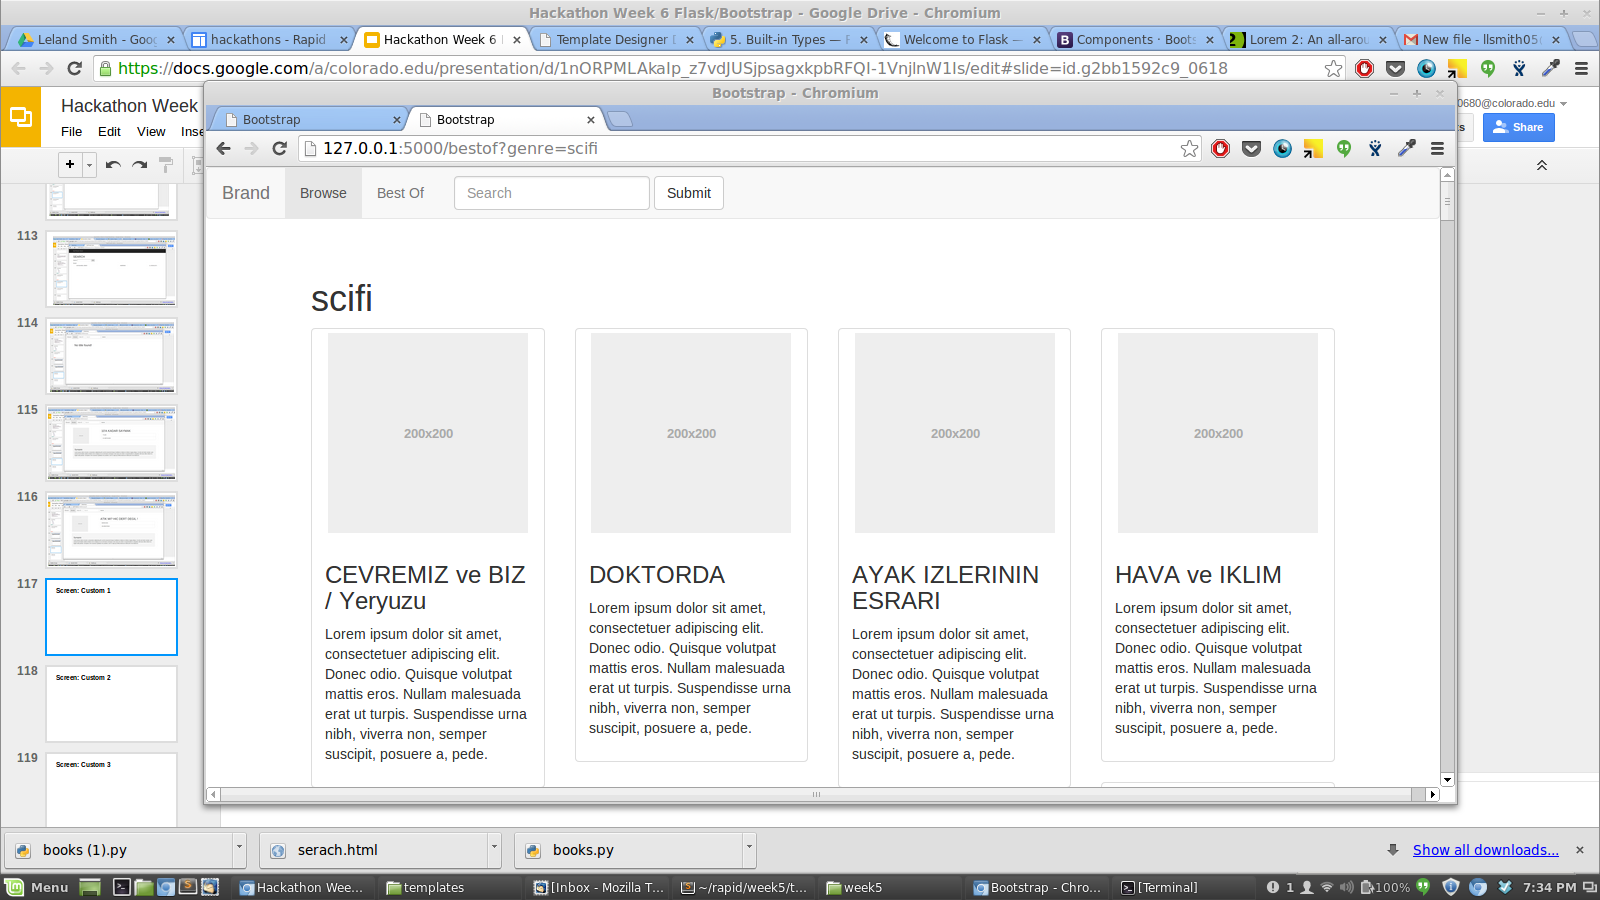 Hackathon Week 6 Flask/Bootstrap - Google Drive - Chromium
Leland Smith - Goo
hackathons - Rapid
Hackathon Week 6
Template Designer D
5. Built-in Types — F
Welcome to Flask —
Components · Boots
Lorem 2: An all-arou
New file - llsmith05
https://docs.google.com/a/colorado.edu/presentation/d/1nORPMLAkaIp_z7vdJUSjpsagxkpbRFQI-1VnjlnW1Is/edit#slide=id.g2bb1592c9_0618
Hackathon Week
0680@colorado.edu
File Edit View Inse
Share
Bootstrap - Chromium
Bootstrap
Bootstrap
127.0.0.1:5000/bestof?genre=scifi
Brand
Browse
Best Of
Search
Submit
scifi
200x200
200x200
200x200
200x200
CEVREMIZ ve BIZ
/ Yeryuzu
Lorem ipsum dolor sit amet,
consectetuer adipiscing elit.
Donec odio. Quisque volutpat
mattis eros. Nullam malesuada
erat ut turpis. Suspendisse urna
nibh, viverra non, semper
suscipit, posuere a, pede.
DOKTORDA
Lorem ipsum dolor sit amet,
consectetuer adipiscing elit.
Donec odio. Quisque volutpat
mattis eros. Nullam malesuada
erat ut turpis. Suspendisse urna
nibh, viverra non, semper
suscipit, posuere a, pede.
AYAK IZLERININ
ESRARI
Lorem ipsum dolor sit amet,
consectetuer adipiscing elit.
Donec odio. Quisque volutpat
mattis eros. Nullam malesuada
erat ut turpis. Suspendisse urna
nibh, viverra non, semper
suscipit, posuere a, pede.
HAVA ve IKLIM
Lorem ipsum dolor sit amet,
consectetuer adipiscing elit.
Donec odio. Quisque volutpat
mattis eros. Nullam malesuada
erat ut turpis. Suspendisse urna
nibh, viverra non, semper
suscipit, posuere a, pede.
113
114
115
116
117
Screen: Custom 1
118
Screen: Custom 2
119
Screen: Custom 3
books (1).py
serach.html
books.py
Show all downloads...
Menu
Hackathon Wee...
templates
[Inbox - Mozilla T...
~/rapid/week5/t...
week5
Bootstrap - Chro...
[Terminal]
1
100%
7:34 PM